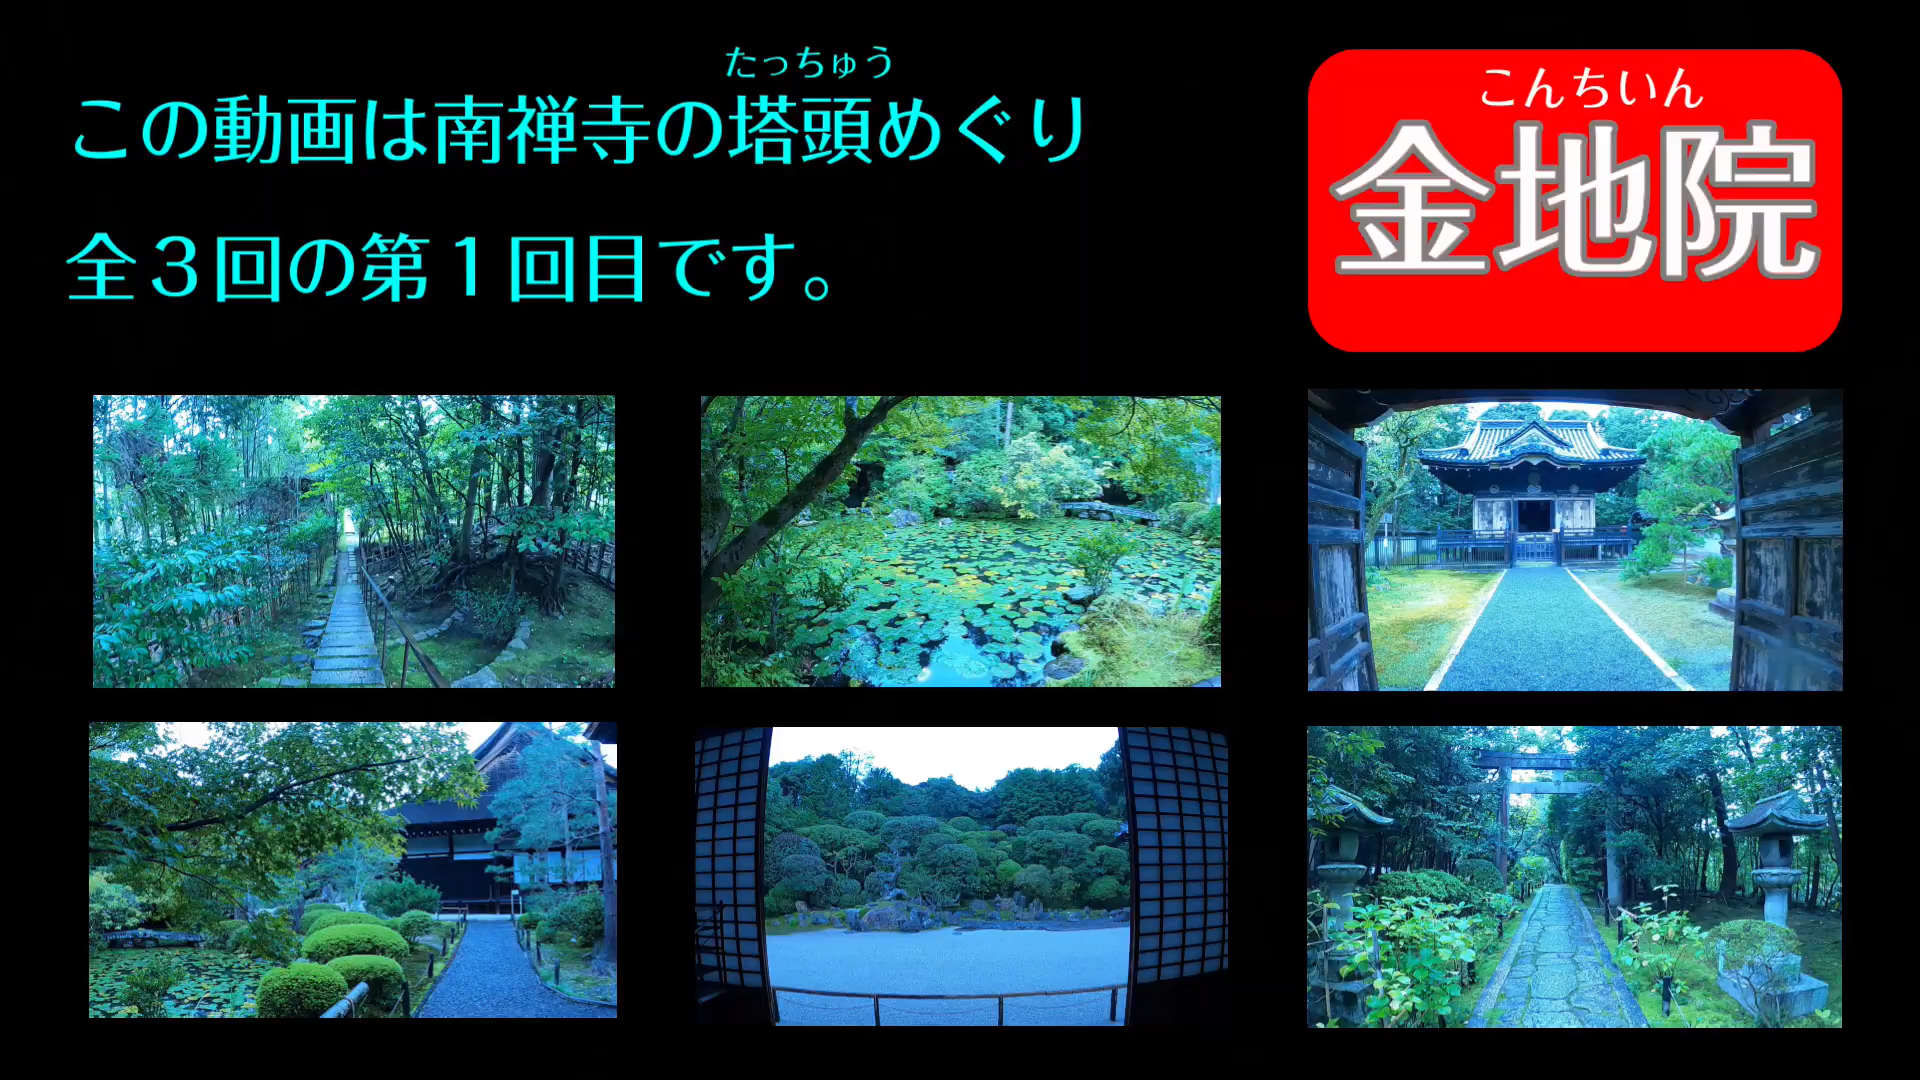 たっちゅう
この動画は南禅寺の塔頭めぐり
全３回の第１回目です。
こんちいん
金地院